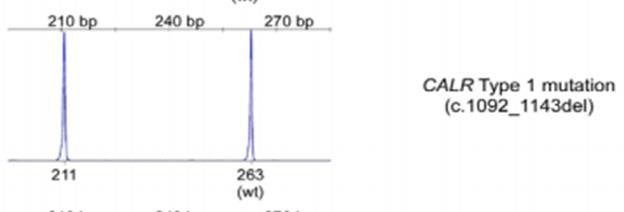 210 bp 240 bp 270 bp
CALR Type 1 mutation
(c.1092_1143del)
211 263
(wt)